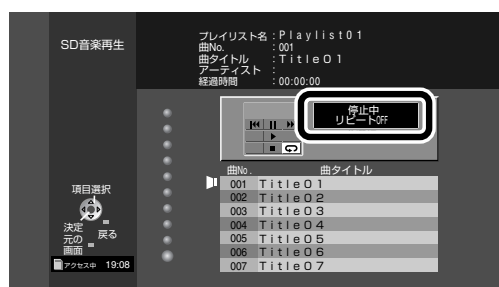 SD音楽再生
プレイリスト名 : Playlist01
曲No. : 001
曲タイトル : Title01
アーティスト :
経過時間 : 00:00:00
停止中
リピートOFF
曲No. 曲タイトル
001 Title01
002 Title02
003 Title03
004 Title04
005 Title05
006 Title06
007 Title07
項目選択
決定
戻る
元の
画面
アクセス中 19:08